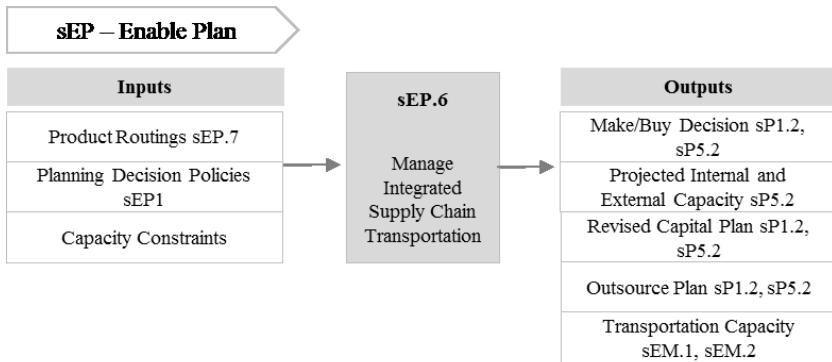 sEP – Enable Plan
Inputs
Product Routings sEP.7
Planning Decision Policies
sEP1
Capacity Constraints
sEP.6
Manage
Integrated
Supply Chain
Transportation
Outputs
Make/Buy Decision sP1.2,
sP5.2
Projected Internal and
External Capacity sP5.2
Revised Capital Plan sP1.2,
sP5.2
Outsource Plan sP1.2, sP5.2
Transportation Capacity
sEM.1, sEM.2